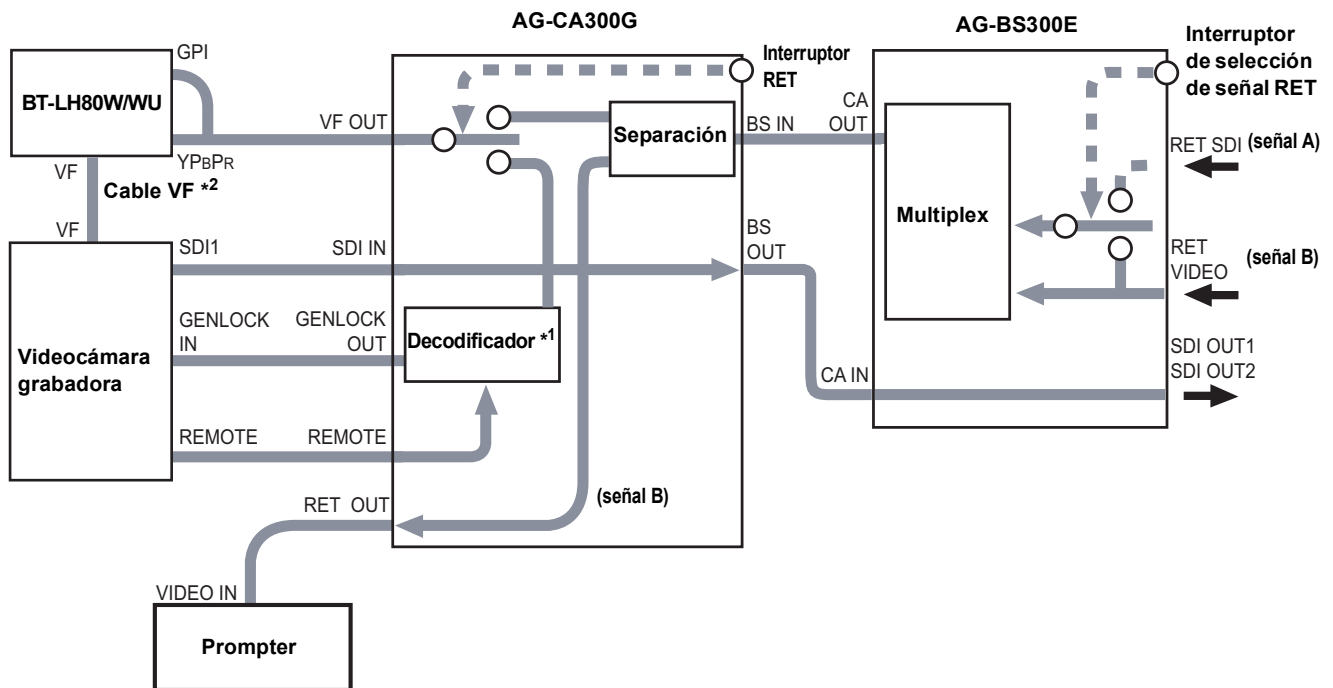 AG-CA300G
AG-BS300E
GPI
BT-LH80W/WU
VF OUT
YPBPR
VF
Cable VF *2
VF
Interruptor
RET
Separación
BS IN
CA
OUT
Interruptor
de selección
de señal RET
RET SDI (señal A)
Multiplex
RET
VIDEO
(señal B)
SDI1
SDI IN
BS
OUT
GENLOCK
IN
GENLOCK
OUT
Decodificador *1
Videocámara
grabadora
CA IN
SDI OUT1
SDI OUT2
REMOTE
REMOTE
RET OUT
(señal B)
VIDEO IN
Prompter